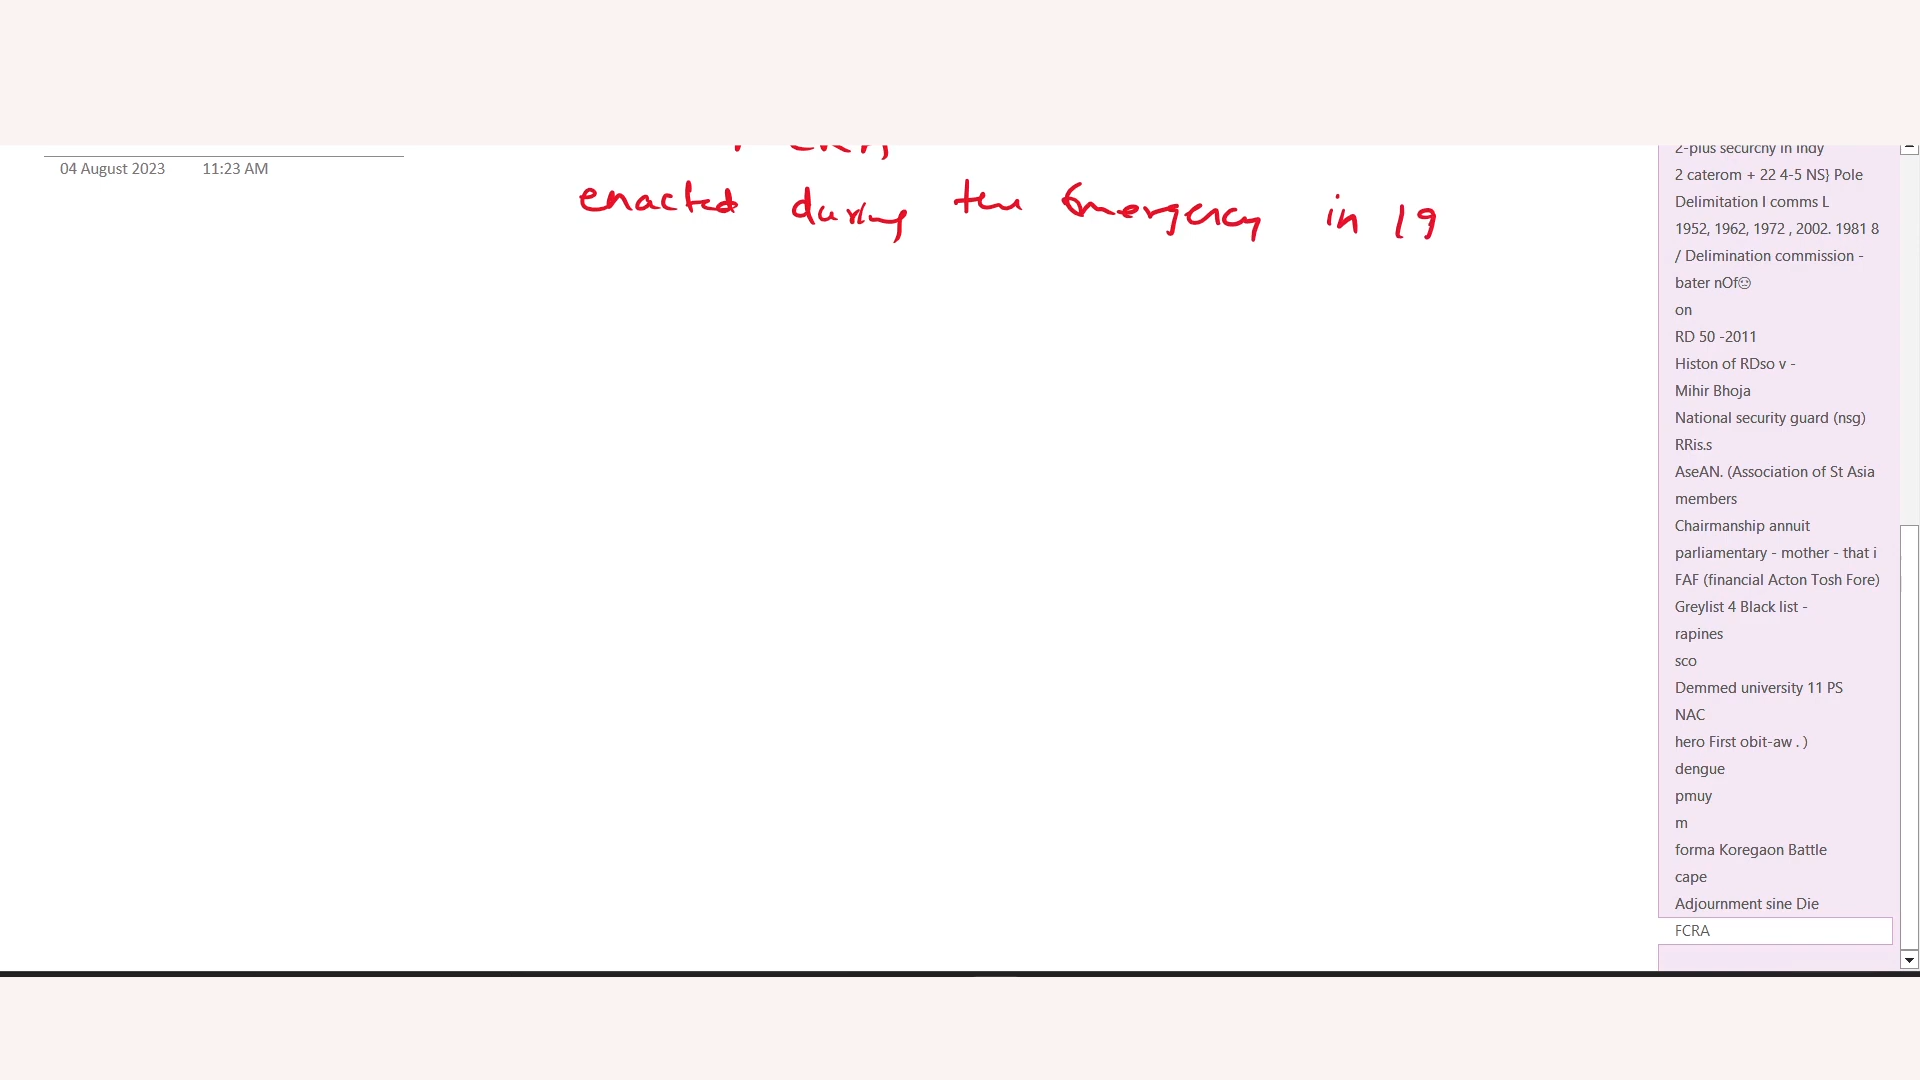 FCRA
04 August 2023 11:23 AM
enacted during the Emergency in 19
2-plus securchy in Indy
2 caterom + 22 4-5 NS} Pole
Delimitation I comms L
1952, 1962, 1972 , 2002. 1981 8
/ Delimination commission -
bater nOf☹
on
RD 50 -2011
Histon of RDso v -
Mihir Bhoja
National security guard (nsg)
RRis.s
AseAN. (Association of St Asia
members
Chairmanship annuit
parliamentary - mother - that i
FAF (financial Acton Tosh Fore)
Greylist 4 Black list -
rapines
sco
Demmed university 11 PS
NAC
hero First obit-aw . )
dengue
pmuy
m
forma Koregaon Battle
cape
Adjournment sine Die
FCRA